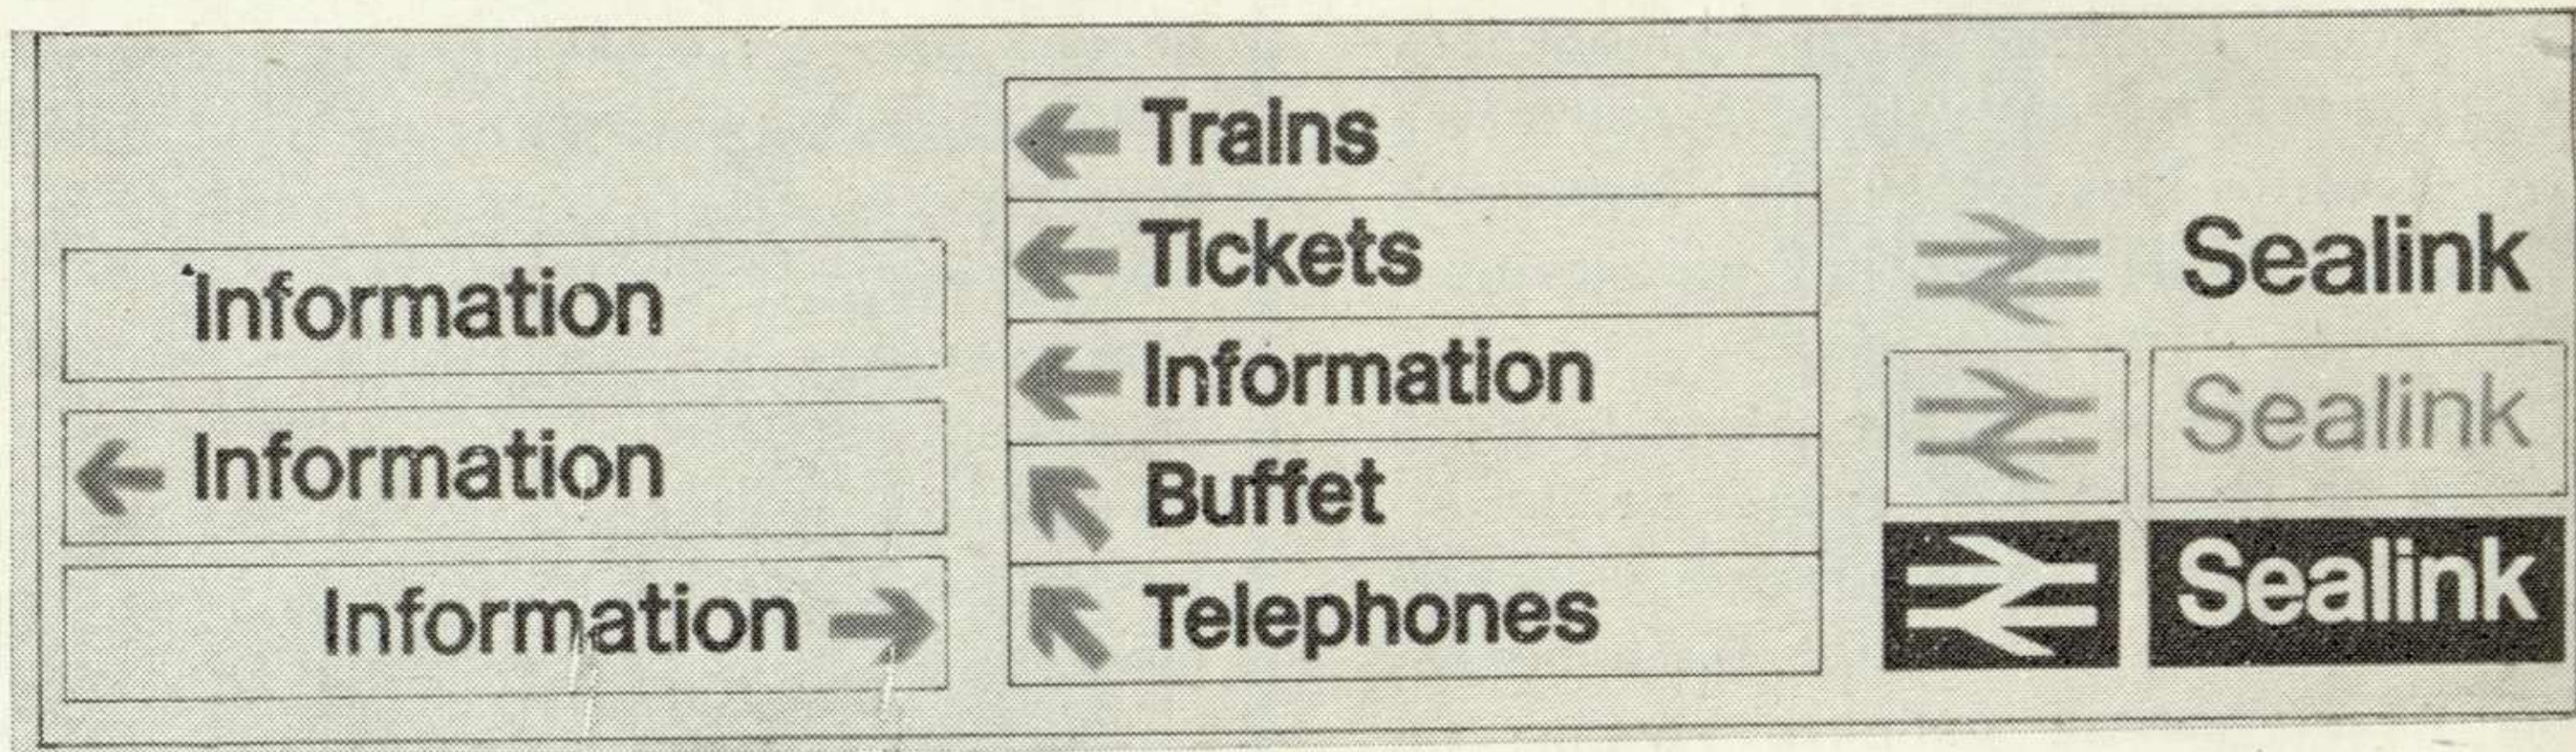 Information
Information
Information
Trains
Tickets
Information
Buffet
Telephones
Sealink
Sealink
Sealink